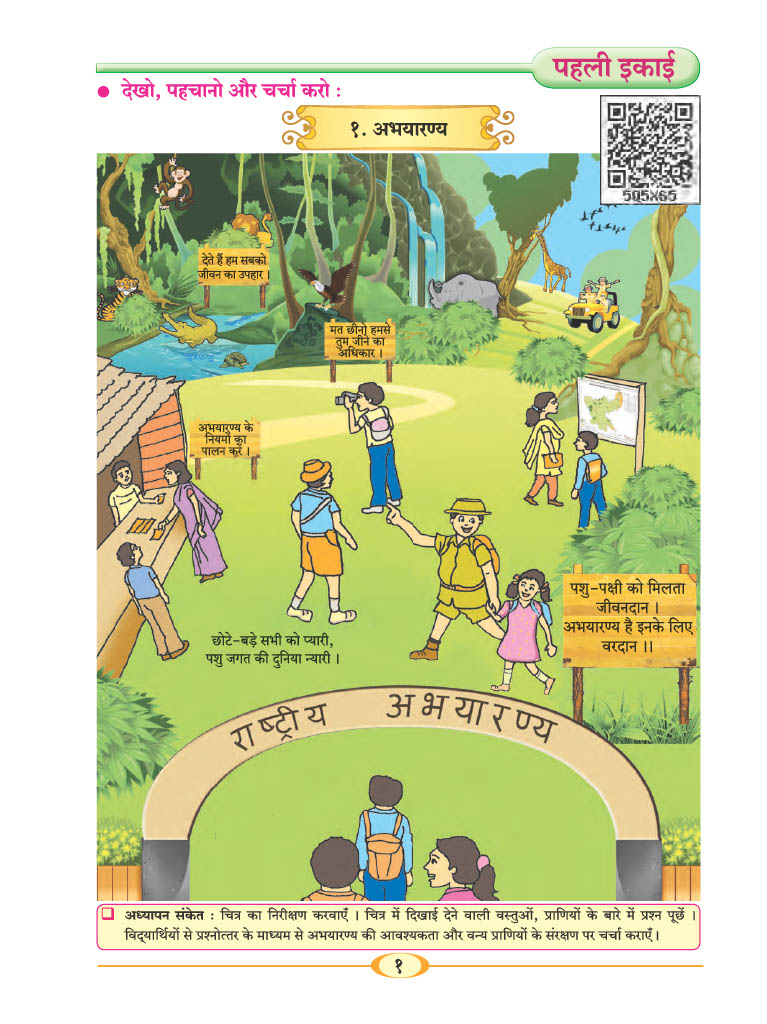 पहली इकाई
● देखो, पहचानो और चर्चा करो :
१. अभयारण्य
505X65
देते हैं हम सबको
जीवन का उपहार ।
मत छीनो हमसे
तुम जीने का
अधिकार ।
अभयारण्य के
नियमों का
पालन करें ।
पशु-पक्षी को मिलता
जीवनदान ।
अभयारण्य है इनके लिए
वरदान ।।
छोटे-बड़े सभी को प्यारी,
पशु जगत की दुनिया न्यारी ।
राष्ट्रीय अभयारण्य
❑ अध्यापन संकेत : चित्र का निरीक्षण करवाएँ । चित्र में दिखाई देने वाली वस्तुओं, प्राणियों के बारे में प्रश्न पूछें ।
विद्यार्थियों से प्रश्नोत्तर के माध्यम से अभयारण्य की आवश्यकता और वन्य प्राणियों के संरक्षण पर चर्चा कराएँ।
१